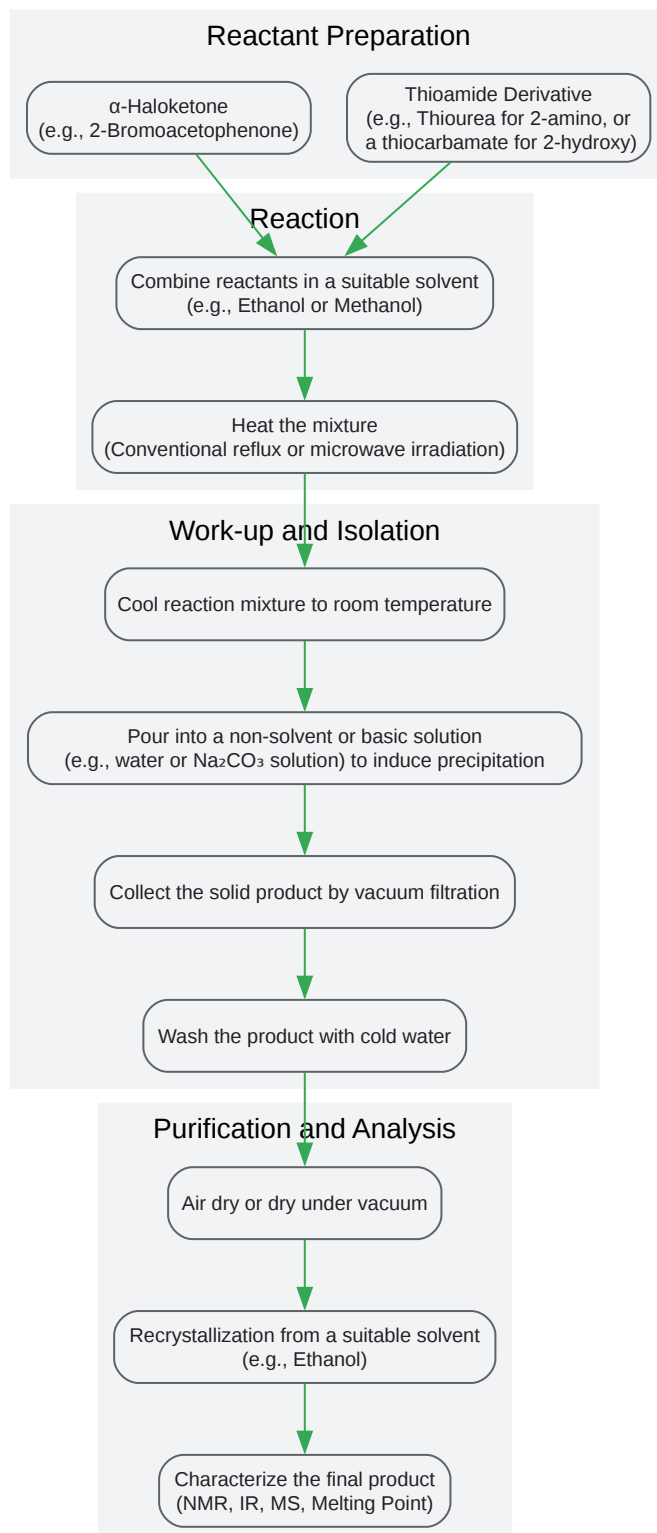 Reactant Preparation
α-Haloketone
(e.g., 2-Bromoacetophenone)
Thioamide Derivative
(e.g., Thiourea for 2-amino, or
a thiocarbamate for 2-hydroxy)
Reaction
Combine reactants in a suitable solvent
(e.g., Ethanol or Methanol)
Heat the mixture
(Conventional reflux or microwave irradiation)
Work-up and Isolation
Cool reaction mixture to room temperature
Pour into a non-solvent or basic solution
(e.g., water or Na₂CO₃ solution) to induce precipitation
Collect the solid product by vacuum filtration
Wash the product with cold water
Purification and Analysis
Air dry or dry under vacuum
Recrystallization from a suitable solvent
(e.g., Ethanol)
Characterize the final product
(NMR, IR, MS, Melting Point)